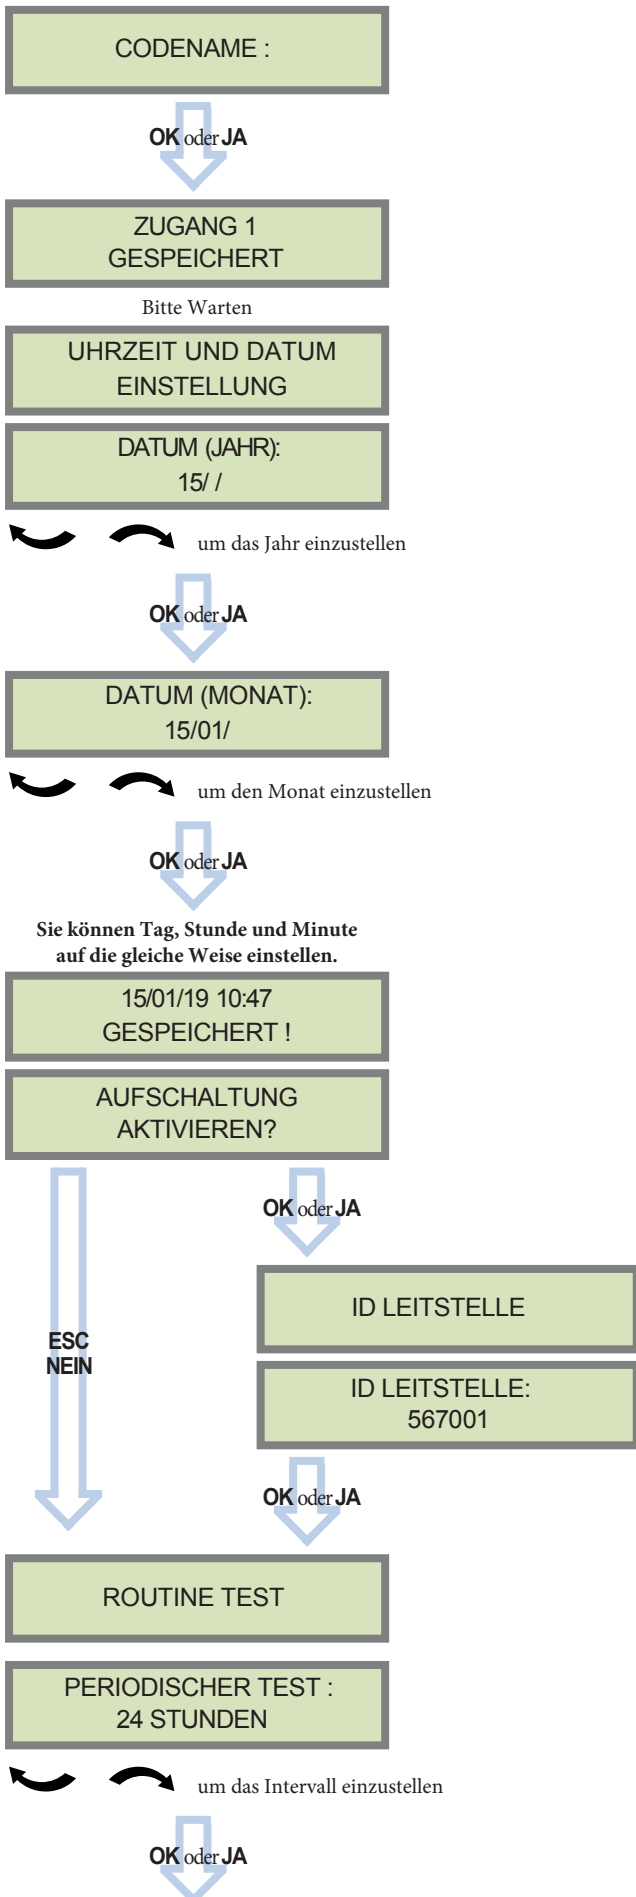 CODENAME :
OK oder JA
ZUGANG 1
GESPEICHERT
Bitte Warten
UHRZEIT UND DATUM
EINSTELLUNG
DATUM (JAHR):
15/ /
um das Jahr einzustellen
OK oder JA
DATUM (MONAT):
15/01/
um den Monat einzustellen
OK oder JA
Sie können Tag, Stunde und Minute
auf die gleiche Weise einstellen.
15/01/19 10:47
GESPEICHERT !
AUFSCHALTUNG
AKTIVIEREN?
OK oder JA
ID LEITSTELLE
ESC
NEIN
ID LEITSTELLE:
567001
OK oder JA
ROUTINE TEST
PERIODISCHER TEST :
24 STUNDEN
um das Intervall einzustellen
OK oder JA